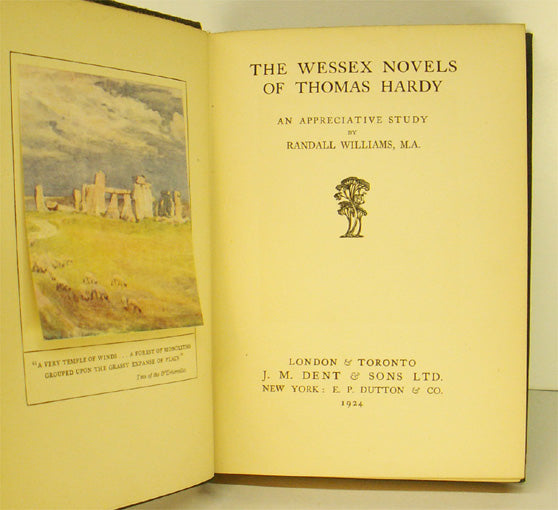 "A VERY TEMPLE OF WINDS . . . A FOREST OF MONOLITHS
GROUPED UPON THE GRASSY EXPANSE OF PLAIN"
Tess of the D'Urbervilles
THE WESSEX NOVELS
OF THOMAS HARDY
AN APPRECIATIVE STUDY
BY
RANDALL WILLIAMS, M.A.
LONDON & TORONTO
J. M. DENT & SONS LTD.
NEW YORK: E. P. DUTTON & CO.
1924